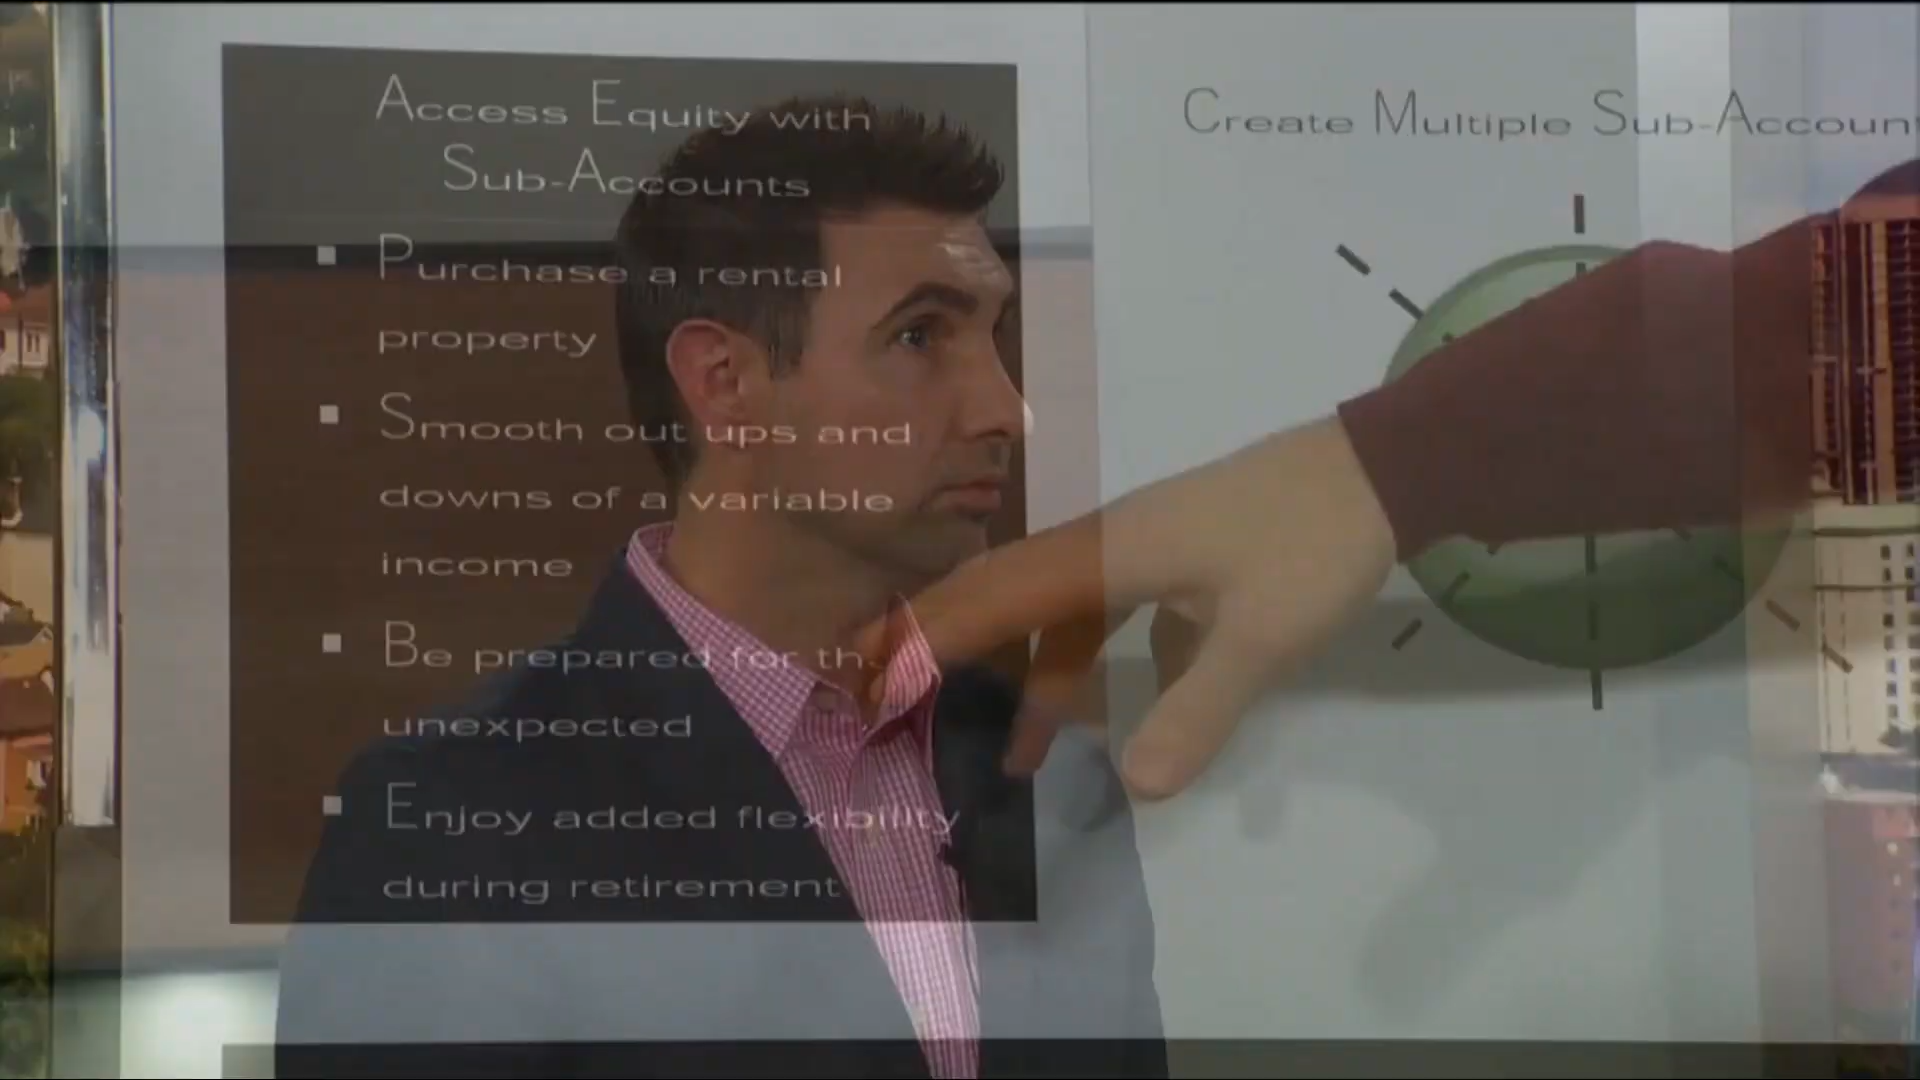 Access Equity with
Sub-Accounts
▪ Purchase a rental
property
▪ Smooth out ups and
downs of a variable
income
▪ Be prepared for th
unexpected
▪ Enjoy added flexibility
during retirement
Create Multiple Sub-Accoun